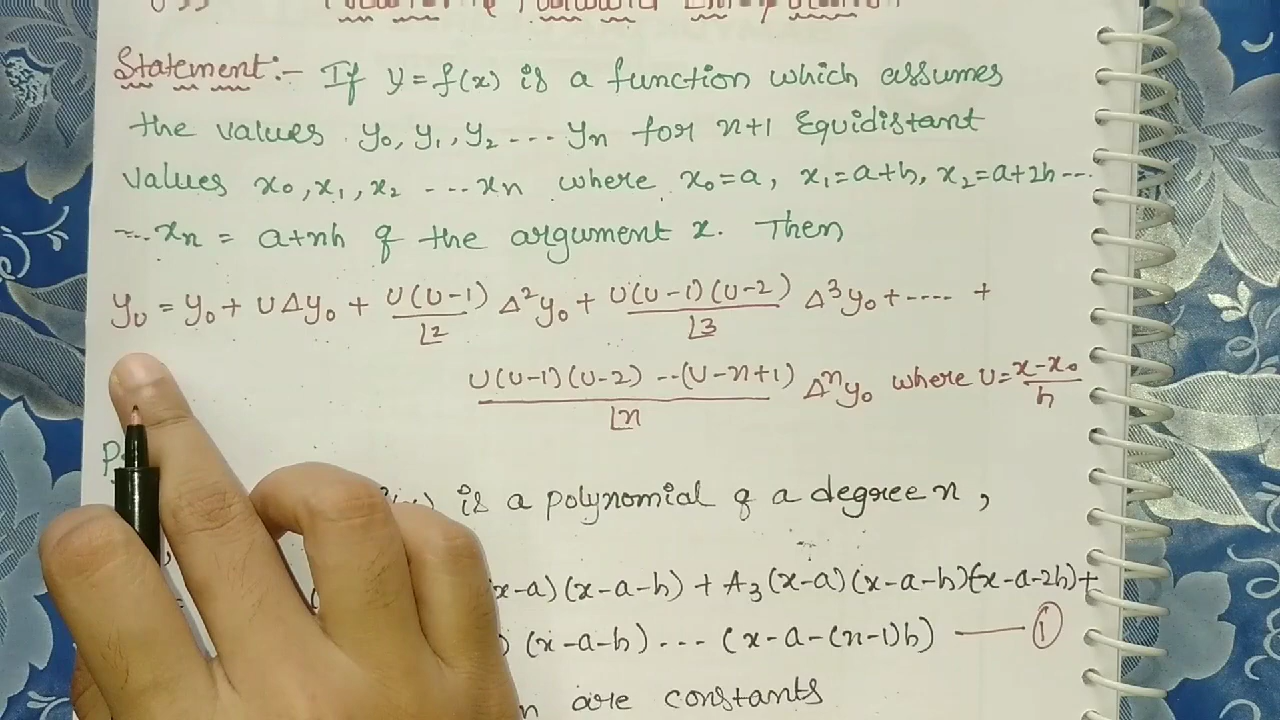 Statement:- If y = f(x) is a function which assumes
the values y₀, y₁, y₂ ... yₙ for n+1 Equidistant
values x₀, x₁, x₂ ... xₙ where x₀=a, x₁=a+h, x₂=a+2h...
... xₙ = a+nh of the argument x. Then
y_U = y₀ + UΔy₀ + U(U-1)/⌊2 Δ²y₀ + U(U-1)(U-2)/⌊3 Δ³y₀ + .... +
U(U-1)(U-2)--(U-n+1)/⌊n Δⁿy₀ where U = x-x₀/h
is a polynomial of a degree n,
x-a)(x-a-h) + A₃(x-a)(x-a-h)(x-a-2h)+
(x-a-h)...(x-a-(n-1)h) —— ①
n are constants